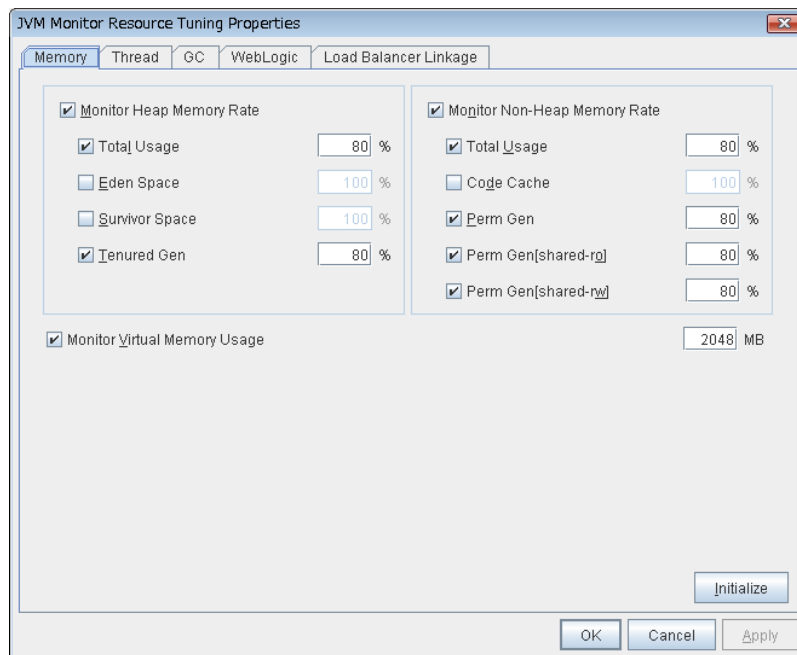 JVM Monitor Resource Tuning Properties
Memory Thread GC WebLogic Load Balancer Linkage
Monitor Heap Memory Rate
Total Usage 80 %
Eden Space 100 %
Survivor Space 100 %
Tenured Gen 80 %
Monitor Non-Heap Memory Rate
Total Usage 80 %
Code Cache 100 %
Perm Gen 80 %
Perm Gen[shared-ro] 80 %
Perm Gen[shared-rw] 80 %
Monitor Virtual Memory Usage 2048 MB
Initialize
OK Cancel Apply